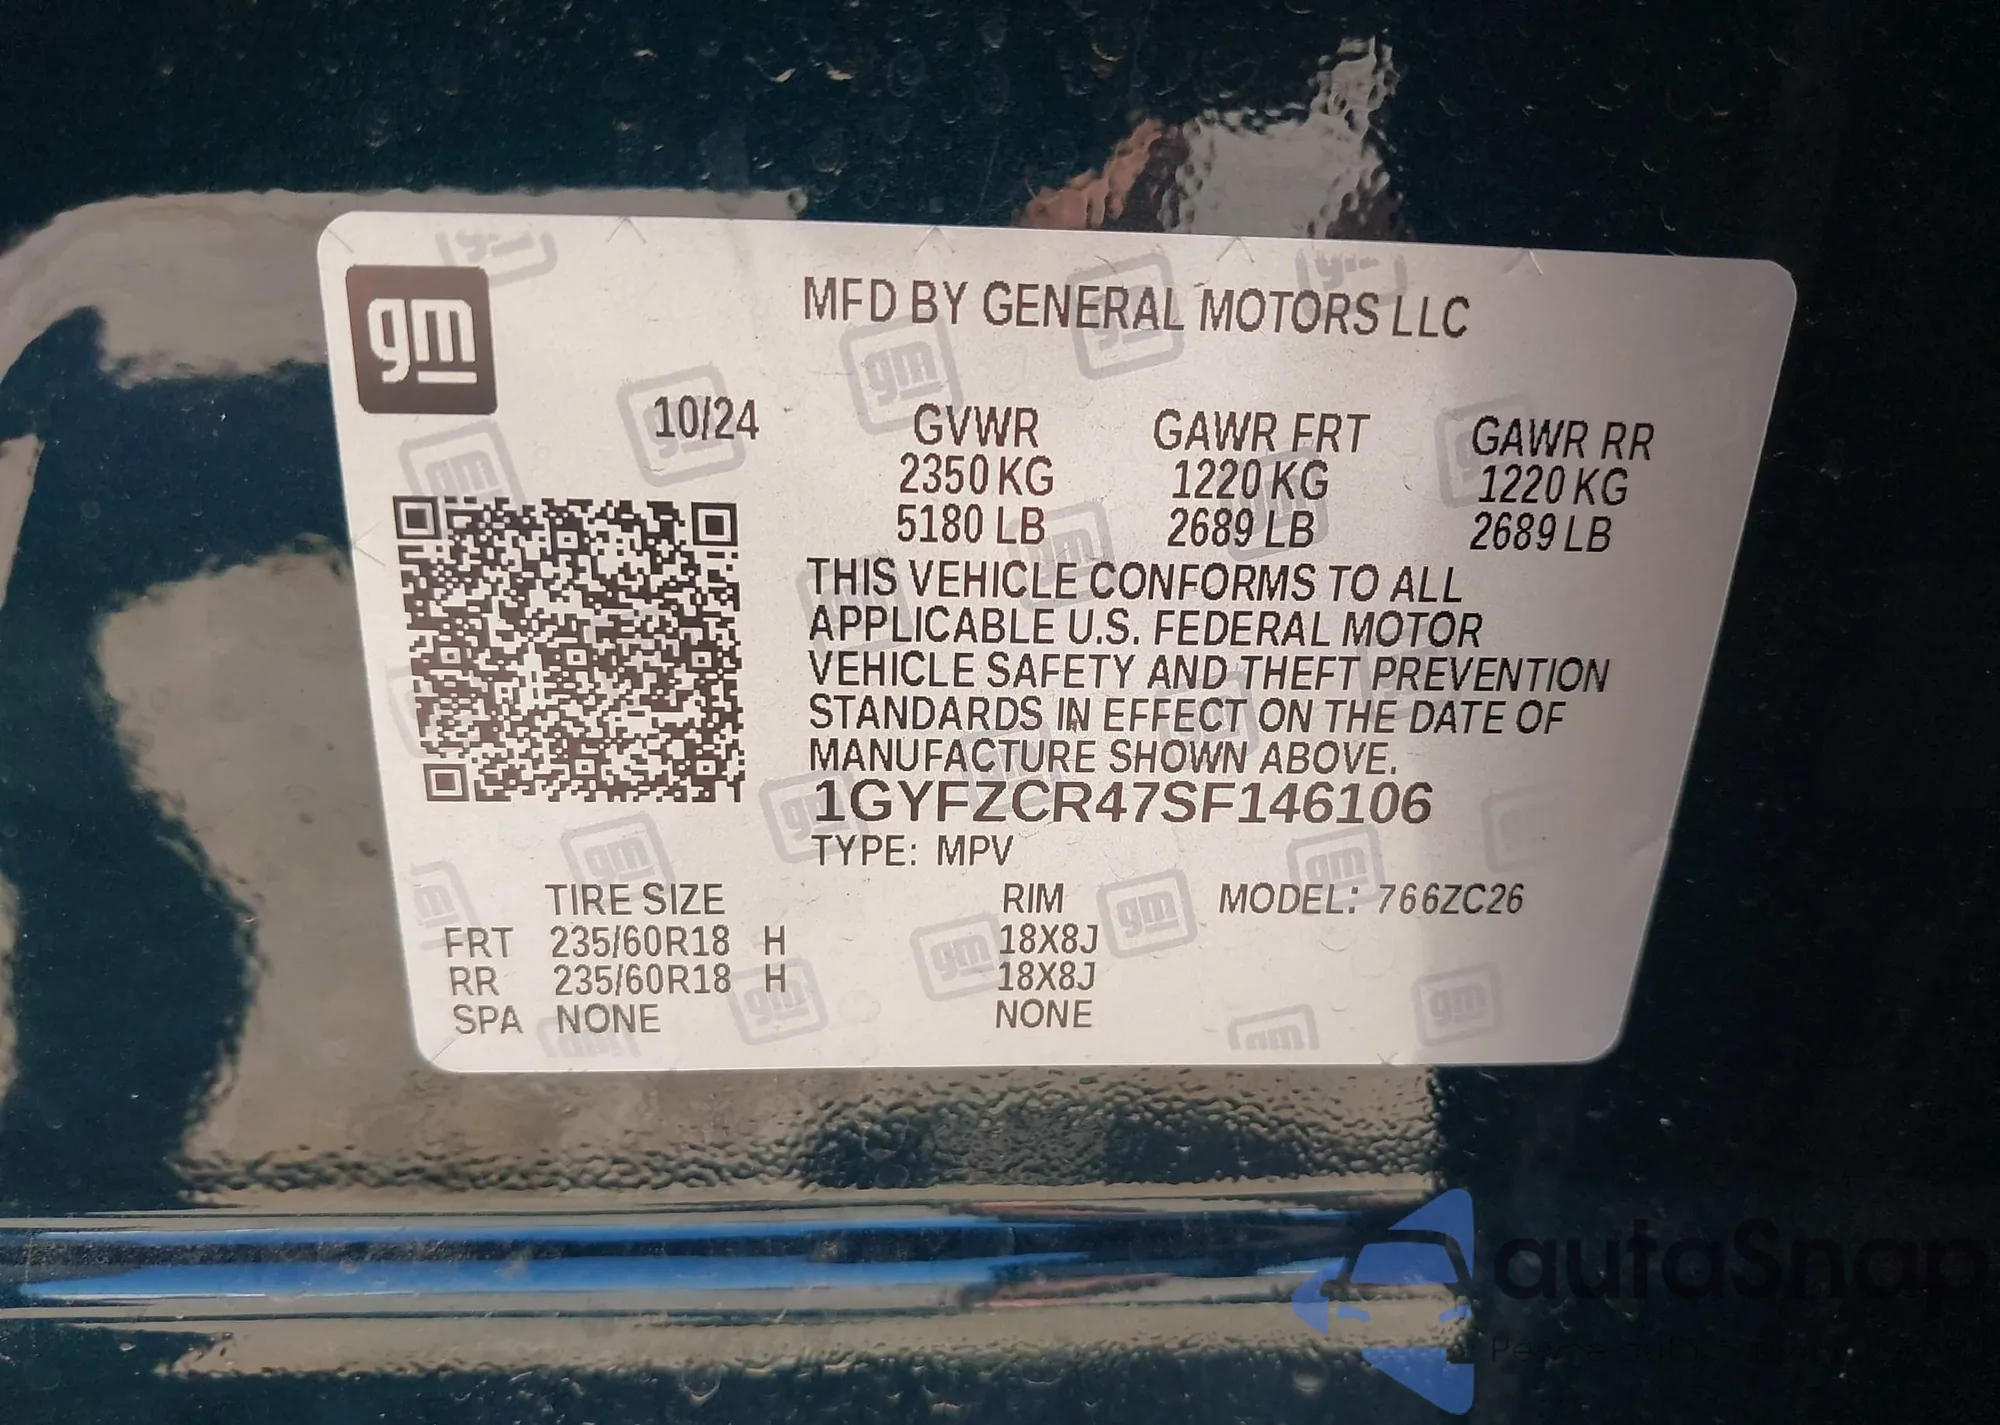 gm
MFD BY GENERAL MOTORS LLC
10/24
GVWR GAWR FRT GAWR RR
2350 KG 1220 KG 1220 KG
5180 LB 2689 LB 2689 LB
THIS VEHICLE CONFORMS TO ALL
APPLICABLE U.S. FEDERAL MOTOR
VEHICLE SAFETY AND THEFT PREVENTION
STANDARDS IN EFFECT ON THE DATE OF
MANUFACTURE SHOWN ABOVE.
1GYFZCR47SF146106
TYPE: MPV
TIRE SIZE RIM MODEL: 766ZC26
FRT 235/60R18 H 18X8J
RR 235/60R18 H 18X8J
SPA NONE NONE
autaSnap